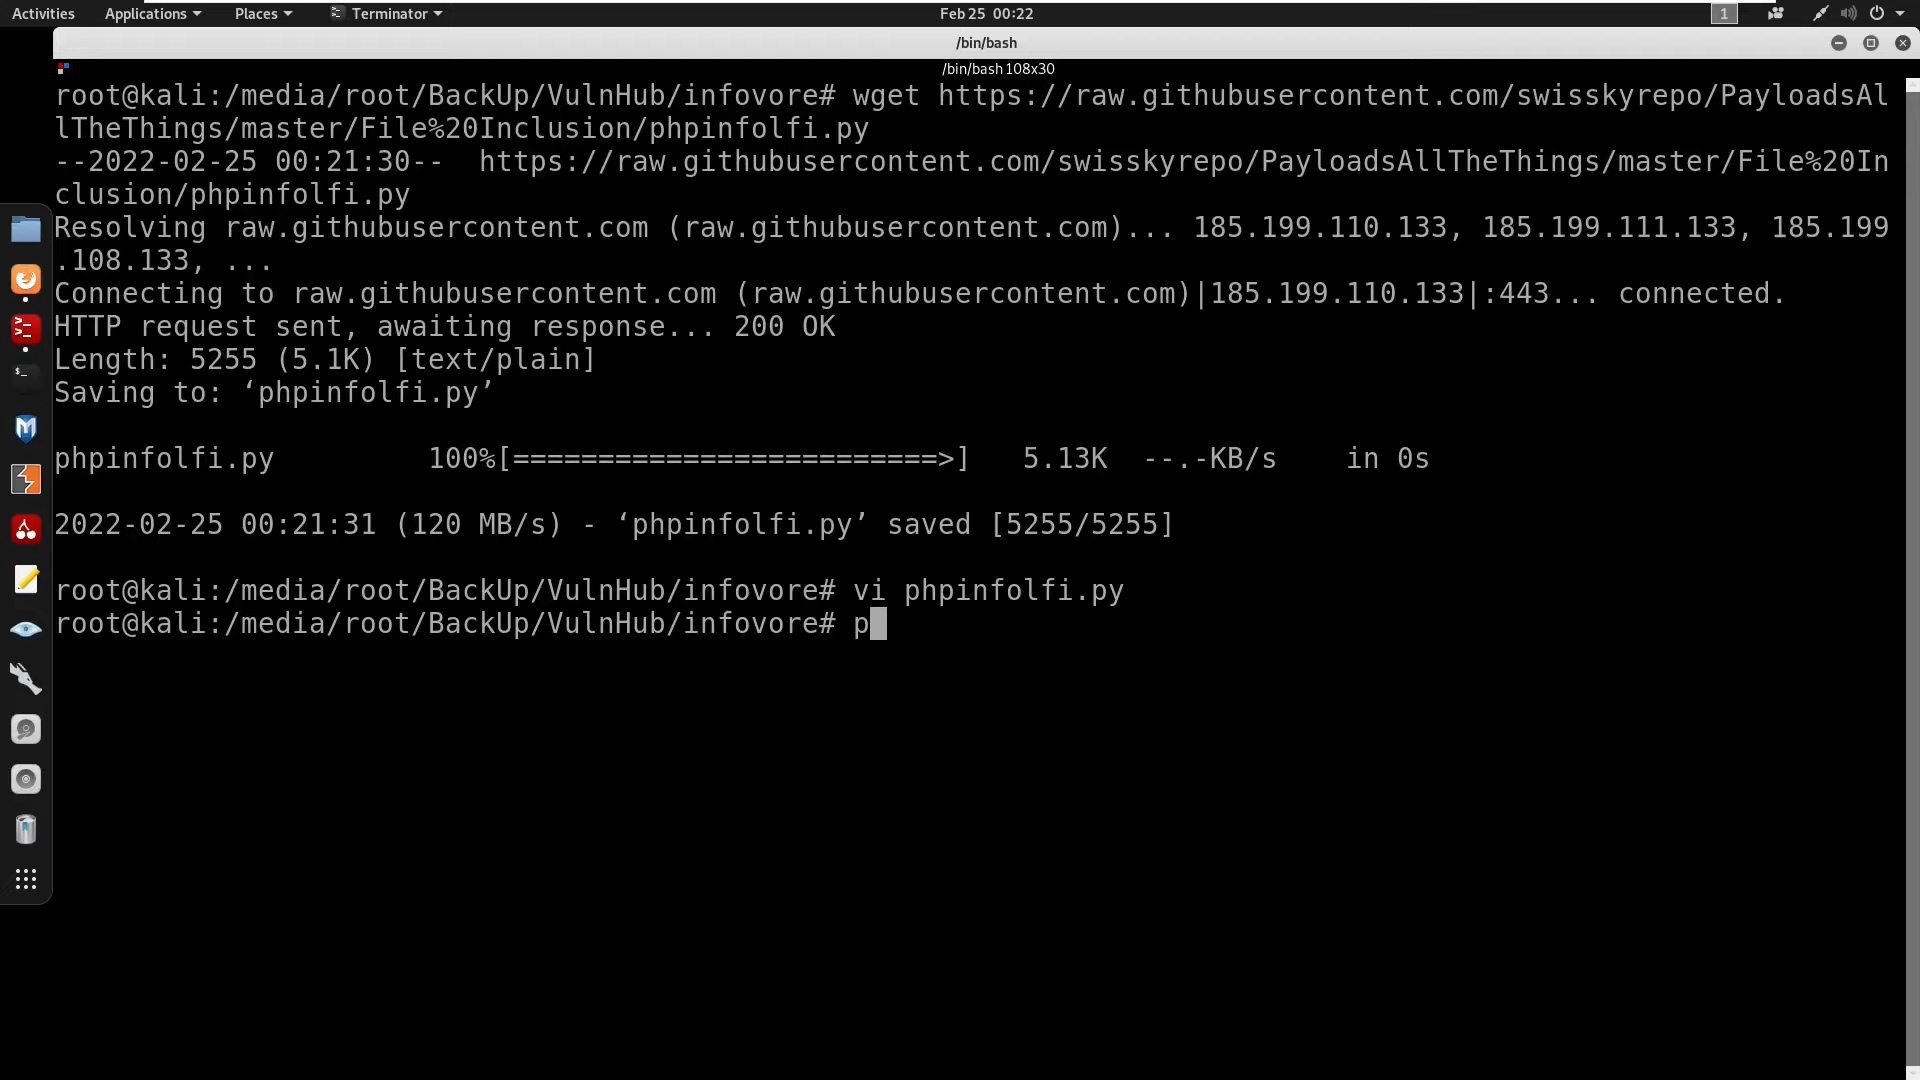 Activities Applications Places Terminator Feb 25 00:22 1
/bin/bash
/bin/bash 108x30
root@kali:/media/root/BackUp/VulnHub/infovore# wget https://raw.githubusercontent.com/swisskyrepo/PayloadsAl
lTheThings/master/File%20Inclusion/phpinfolfi.py
--2022-02-25 00:21:30--  https://raw.githubusercontent.com/swisskyrepo/PayloadsAllTheThings/master/File%20In
clusion/phpinfolfi.py
Resolving raw.githubusercontent.com (raw.githubusercontent.com)... 185.199.110.133, 185.199.111.133, 185.199
.108.133, ...
Connecting to raw.githubusercontent.com (raw.githubusercontent.com)|185.199.110.133|:443... connected.
HTTP request sent, awaiting response... 200 OK
Length: 5255 (5.1K) [text/plain]
Saving to: ‘phpinfolfi.py’
phpinfolfi.py         100%[=========================>]   5.13K  --.-KB/s    in 0s
2022-02-25 00:21:31 (120 MB/s) - ‘phpinfolfi.py’ saved [5255/5255]
root@kali:/media/root/BackUp/VulnHub/infovore# vi phpinfolfi.py
root@kali:/media/root/BackUp/VulnHub/infovore# p